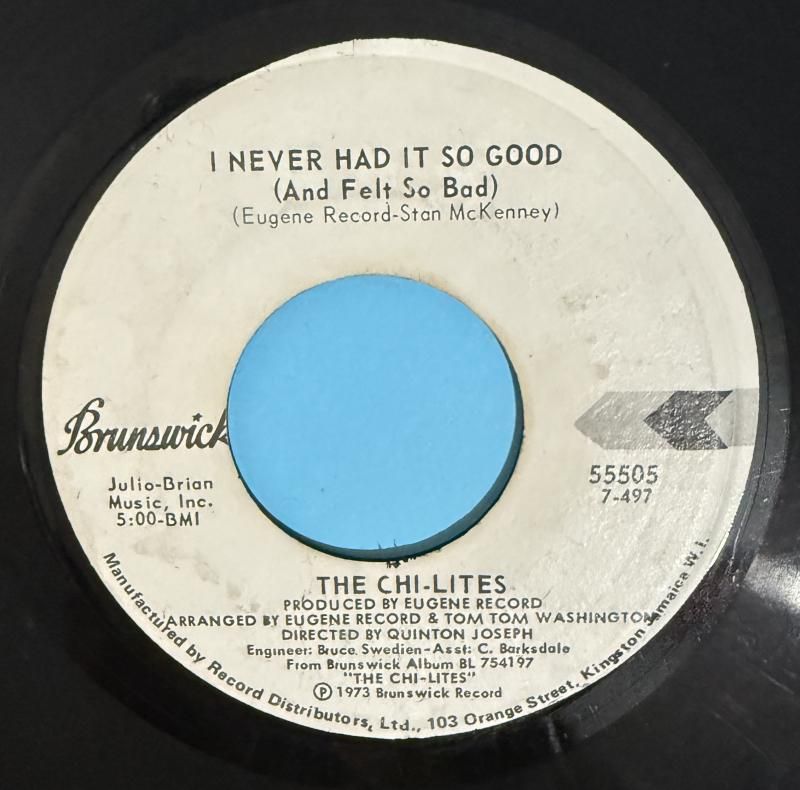 I NEVER HAD IT SO GOOD
(And Felt So Bad)
(Eugene Record-Stan McKenney)
Brunswick
Julio-Brian
Music, Inc.
5:00-BMI
55505
7-497
THE CHI-LITES
PRODUCED BY EUGENE RECORD
ARRANGED BY EUGENE RECORD & TOM TOM WASHINGTON
DIRECTED BY QUINTON JOSEPH
Engineer: Bruce Swedien-Asst: C. Barksdale
From Brunswick Album BL 754197
"THE CHI-LITES"
Ⓟ 1973 Brunswick Record
Manufactured by Record Distributors, Ltd., 103 Orange Street, Kingston Jamaica W.I.